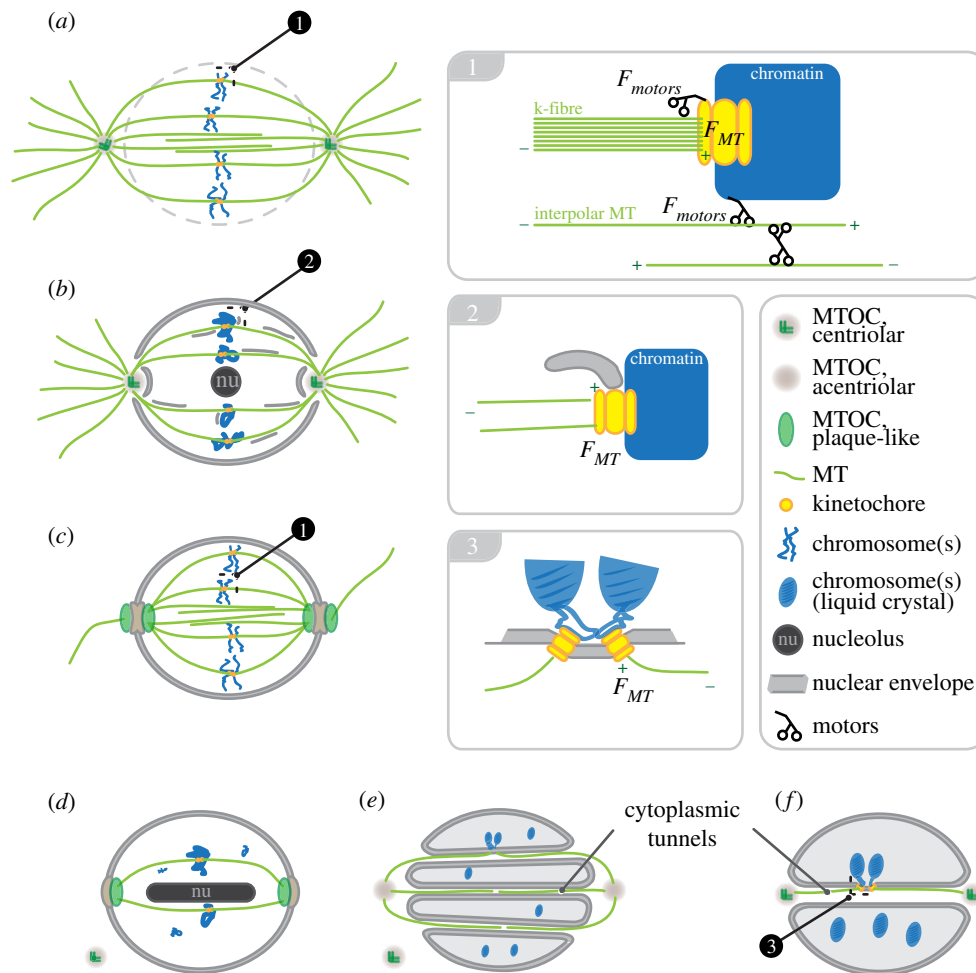 (a)
1
1
F motors
chromatin
k-fibre
F MT
−
+
F motors
interpolar MT
−
+
+
−
(b)
2
nu
2
chromatin
+
−
F MT
MTOC,
centriolar
MTOC,
acentriolar
MTOC,
plaque-like
MT
kinetochore
chromosome(s)
chromosome(s)
(liquid crystal)
nu
nucleolus
nuclear envelope
motors
(c)
1
3
+
−
F MT
(d)
nu
(e)
cytoplasmic
tunnels
(f)
3